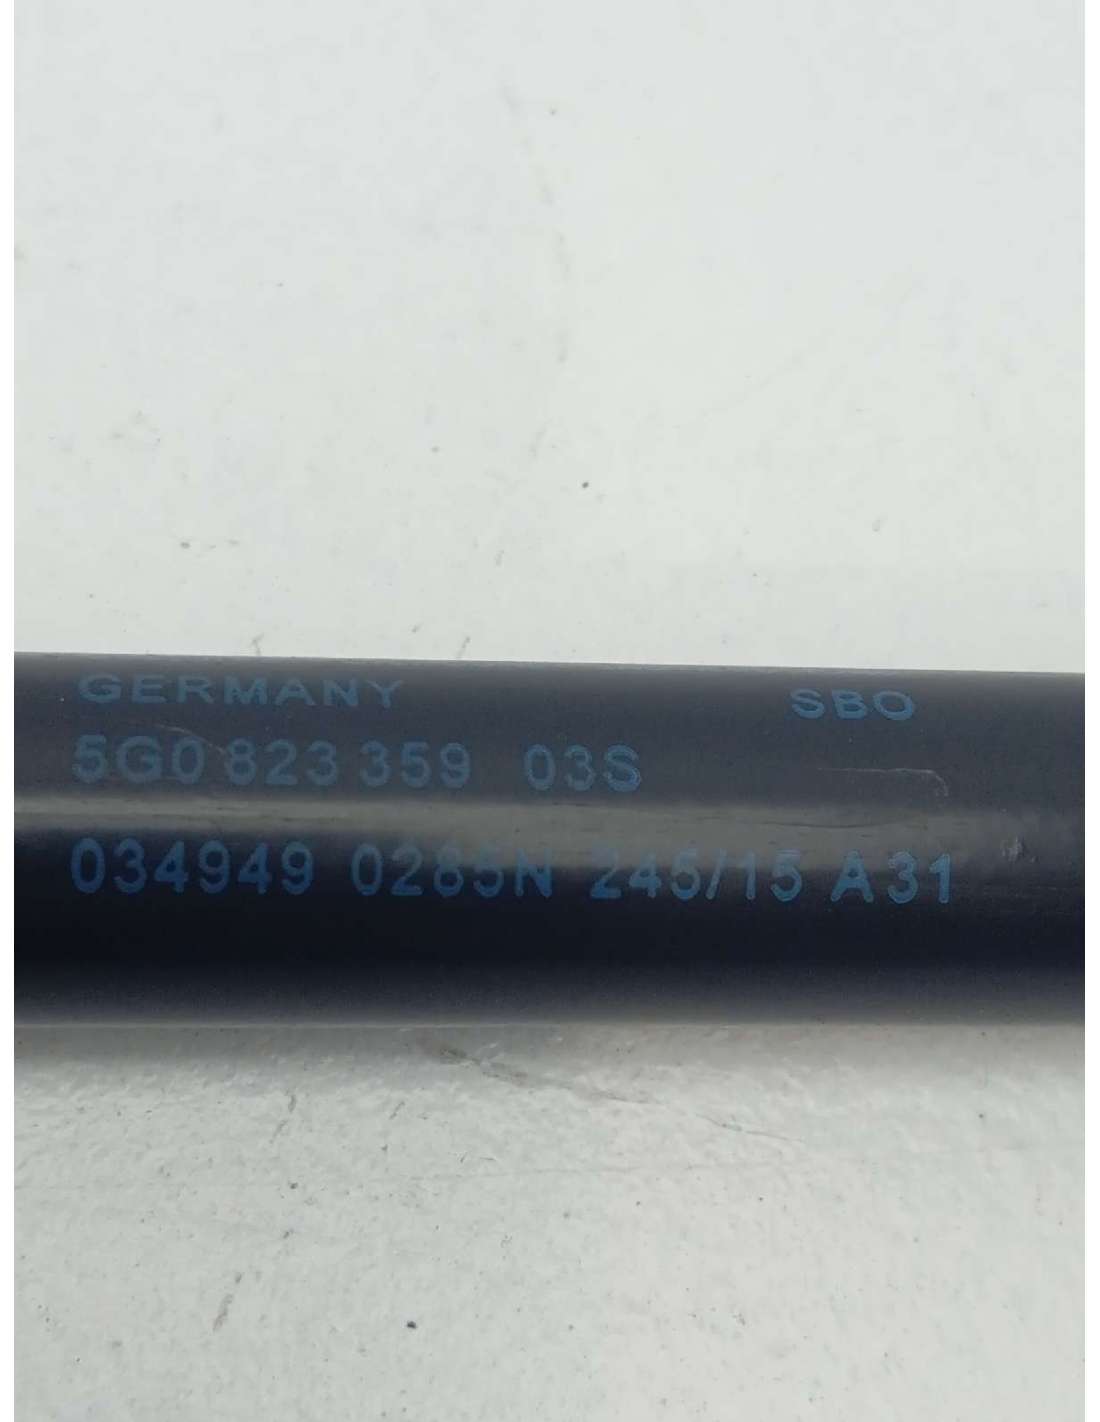 GERMANY SBO
5G0 823 359 03S
034949 0285N 245/15 A31